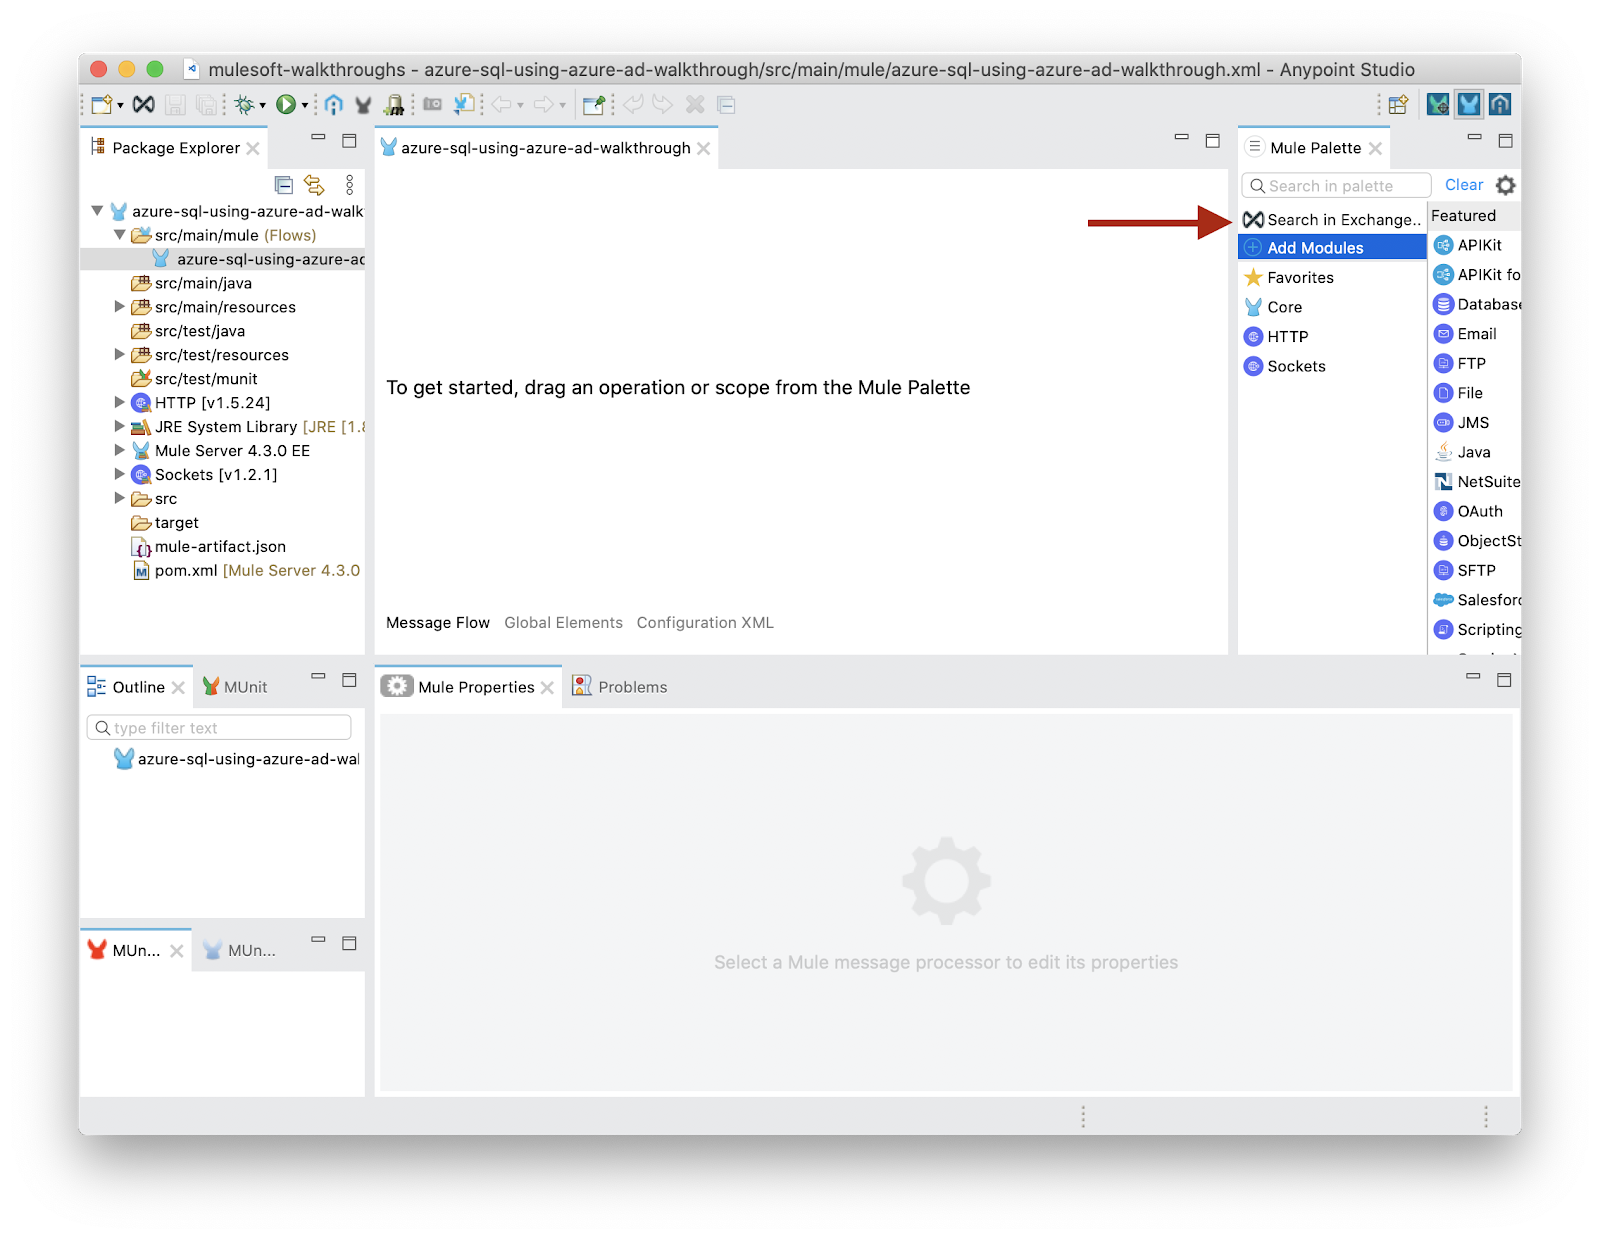 mulesoft-walkthroughs - azure-sql-using-azure-ad-walkthrough/src/main/mule/azure-sql-using-azure-ad-walkthrough.xml - Anypoint Studio
Package Explorer
azure-sql-using-azure-ad-walk
src/main/mule (Flows)
azure-sql-using-azure-ad
src/main/java
src/main/resources
src/test/java
src/test/resources
src/test/munit
HTTP [v1.5.24]
JRE System Library [JRE [1.8
Mule Server 4.3.0 EE
Sockets [v1.2.1]
src
target
mule-artifact.json
pom.xml [Mule Server 4.3.0
azure-sql-using-azure-ad-walkthrough
To get started, drag an operation or scope from the Mule Palette
Message Flow Global Elements Configuration XML
Mule Palette
Search in palette Clear
Search in Exchange..
Add Modules
Favorites
Core
HTTP
Sockets
Featured
APIKit
APIKit fo
Database
Email
FTP
File
JMS
Java
NetSuite
OAuth
ObjectSt
SFTP
Salesforc
Scripting
Outline MUnit
type filter text
azure-sql-using-azure-ad-wal
MUn... MUn...
Mule Properties Problems
Select a Mule message processor to edit its properties